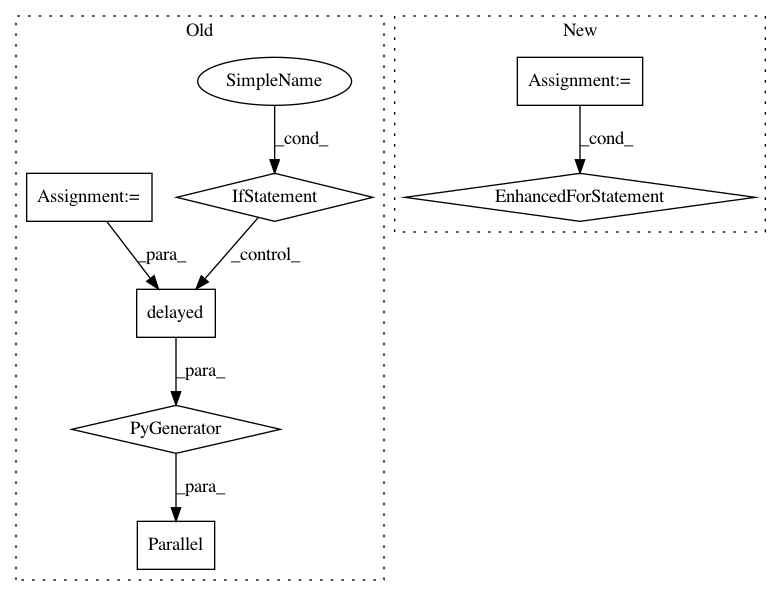 Old
New
SimpleName
Assignment:=
_cond_
_cond_
Assignment:=
IfStatement
EnhancedForStatement
_para_
_control_
delayed
_para_
PyGenerator
_para_
Parallel